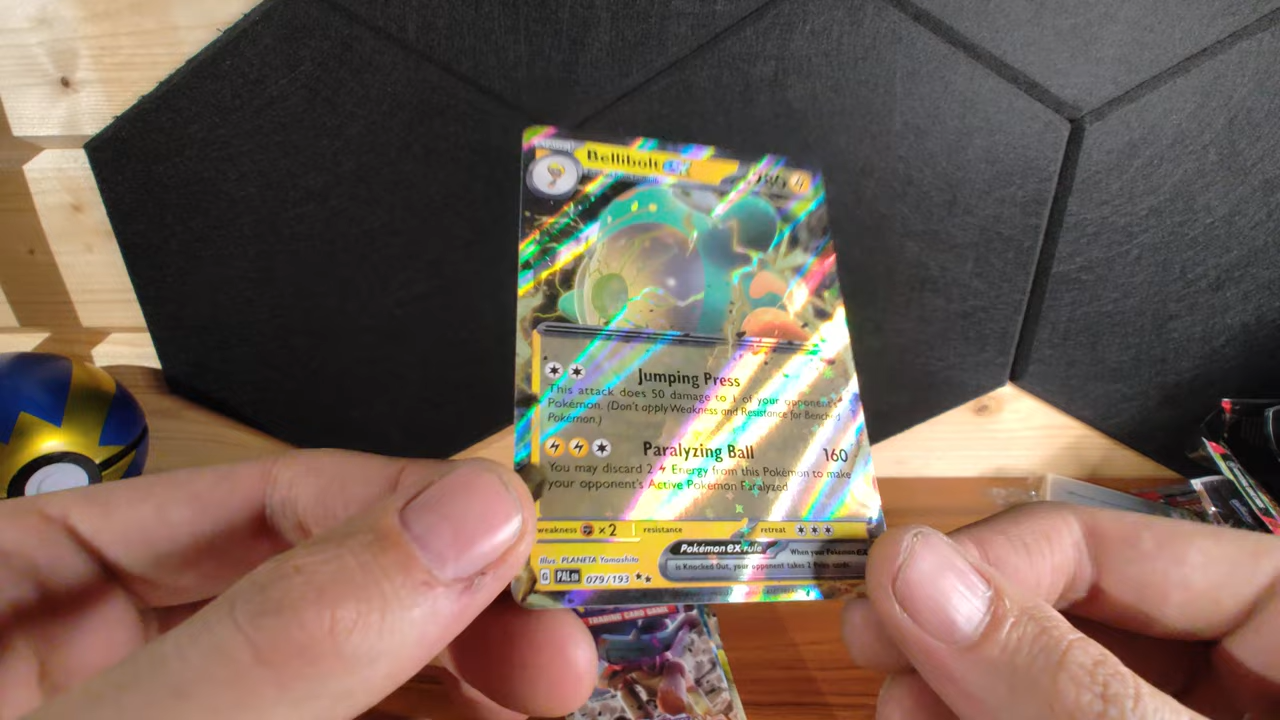 Bellibolt ex
Jumping Press
This attack does 50 damage to 1 of your opponent's
Pokémon. (Don't apply Weakness and Resistance for Benched
Pokémon.)
Paralyzing Ball 160
You may discard 2 Energy from this Pokémon to make
your opponent's Active Pokémon Paralyzed
weakness ×2 resistance retreat
Pokémon ex rule When your Pokémon ex
is Knocked Out, your opponent takes 2 Prize cards.
Illus. PLANETA Yamashita
G PAL EN 079/193
TRADING CARD GAME